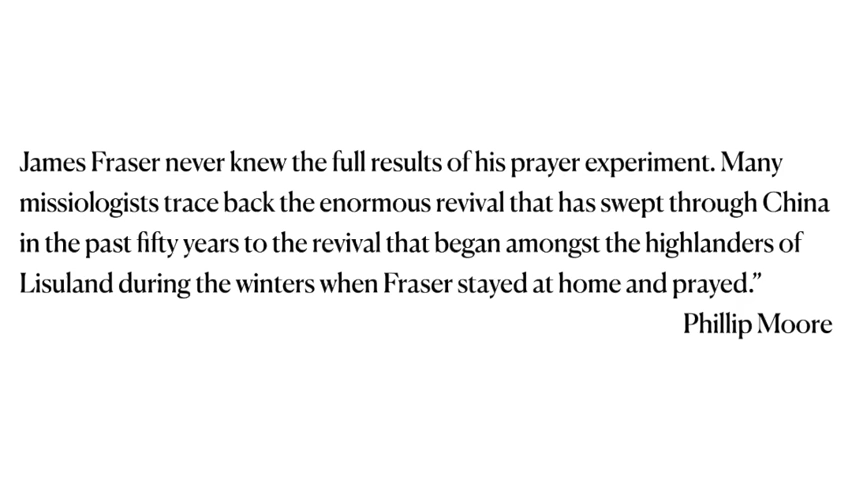 James Fraser never knew the full results of his prayer experiment. Many
missiologists trace back the enormous revival that has swept through China
in the past fifty years to the revival that began amongst the highlanders of
Lisuland during the winters when Fraser stayed at home and prayed.”
Phillip Moore